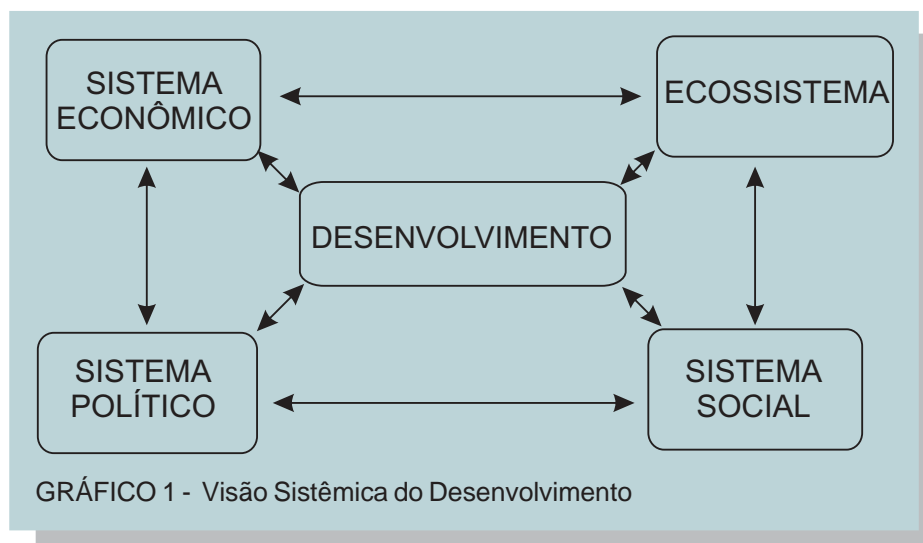 SISTEMA
ECONÔMICO
ECOSSISTEMA
DESENVOLVIMENTO
SISTEMA
POLÍTICO
SISTEMA
SOCIAL
GRÁFICO 1 - Visão Sistêmica do Desenvolvimento